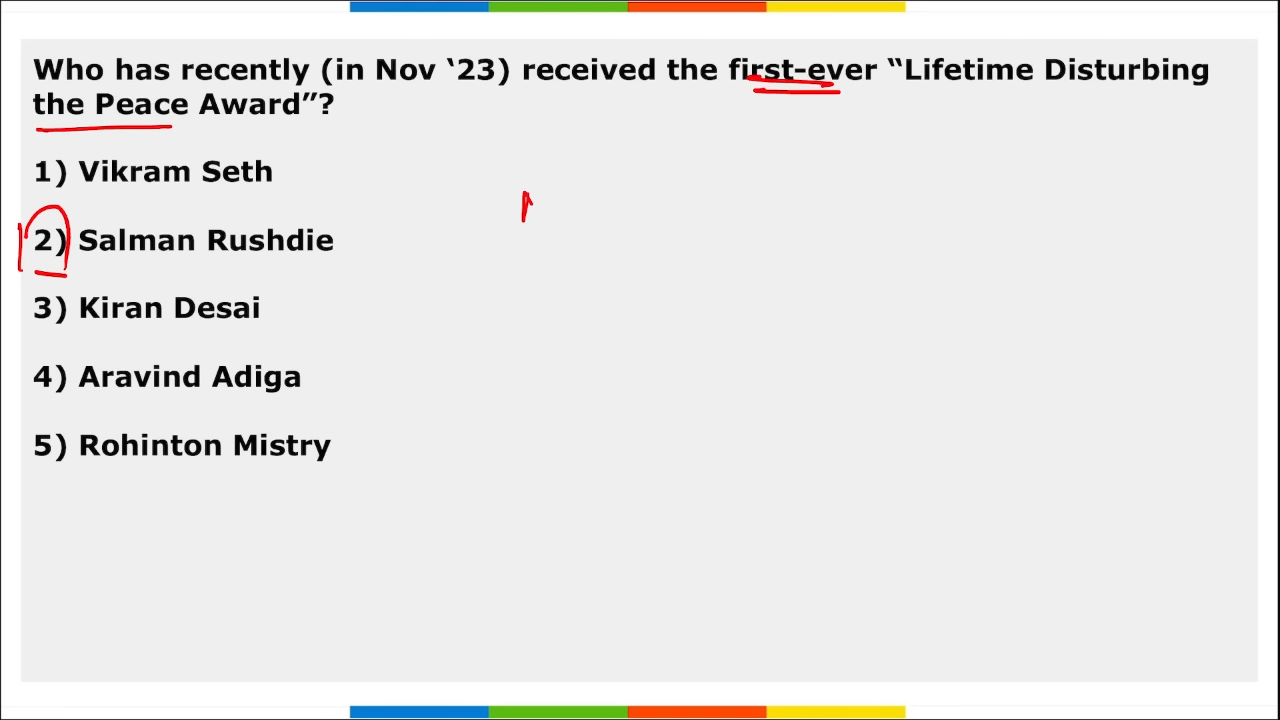 Who has recently (in Nov ‘23) received the first-ever “Lifetime Disturbing
the Peace Award”?
1) Vikram Seth
2) Salman Rushdie
3) Kiran Desai
4) Aravind Adiga
5) Rohinton Mistry